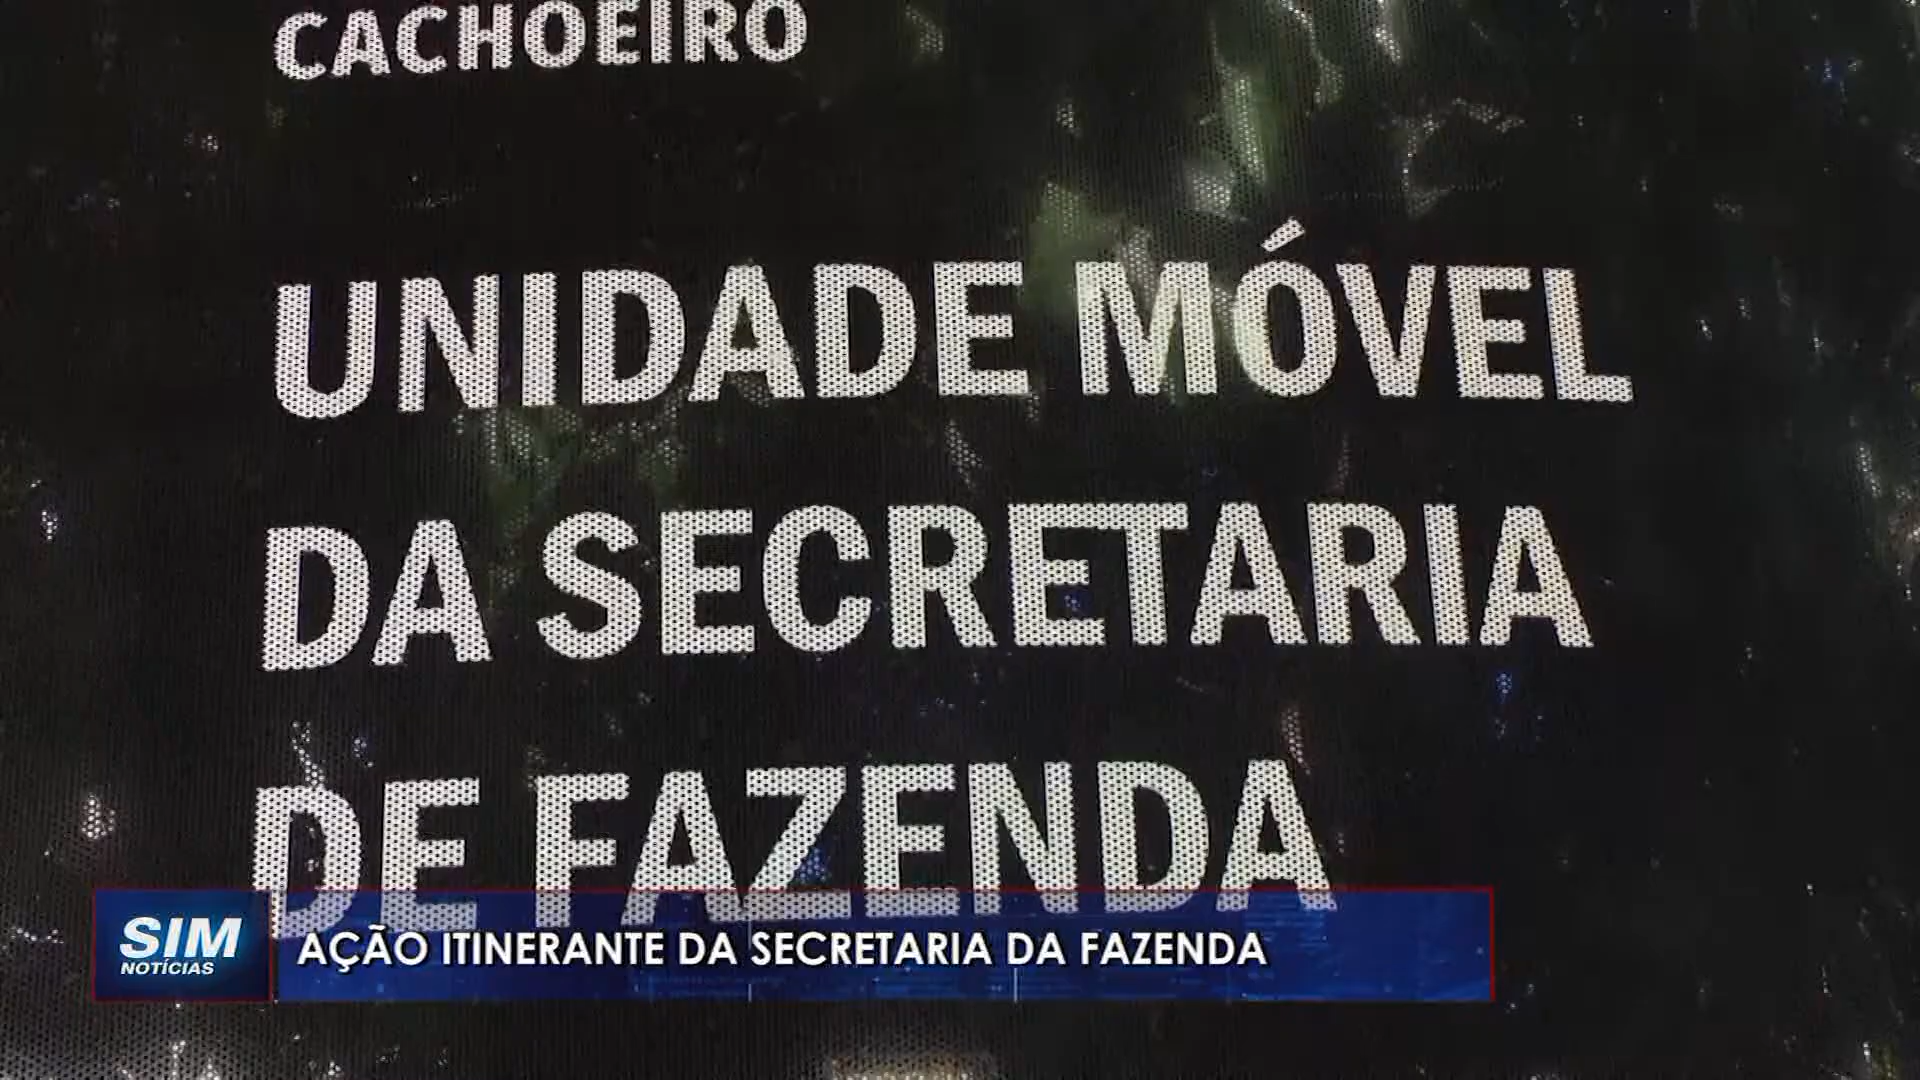 CACHOEIRO
UNIDADE MÓVEL
DA SECRETARIA
DE FAZENDA
SIM
NOTÍCIAS
AÇÃO ITINERANTE DA SECRETARIA DA FAZENDA